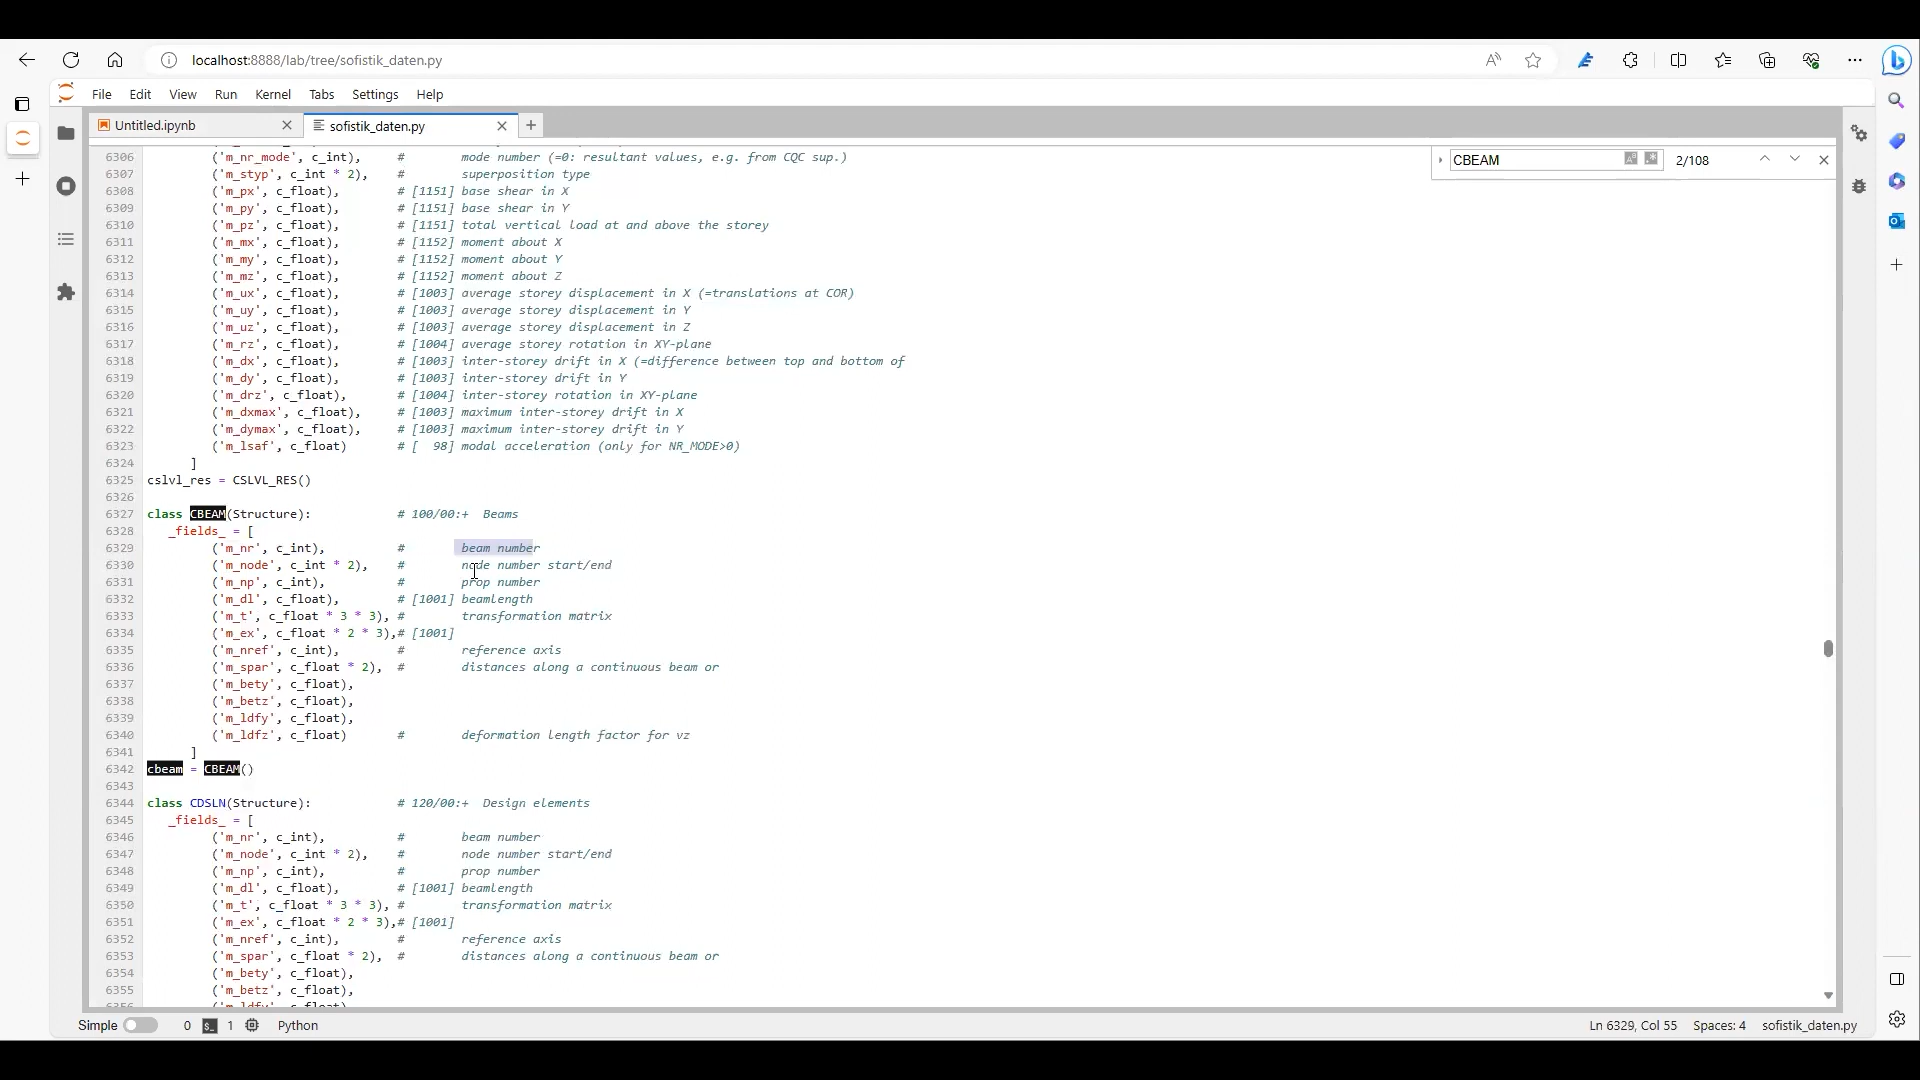 localhost:8888/lab/tree/sofistik_daten.py
File Edit View Run Kernel Tabs Settings Help
Untitled.ipynb
sofistik_daten.py
CBEAM 2/108
6306 ('m_nr_mode', c_int), # mode number (=0: resultant values, e.g. from CQC sup.)
6307 ('m_styp', c_int * 2), # superposition type
6308 ('m_px', c_float), # [1151] base shear in X
6309 ('m_py', c_float), # [1151] base shear in Y
6310 ('m_pz', c_float), # [1151] total vertical load at and above the storey
6311 ('m_mx', c_float), # [1152] moment about X
6312 ('m_my', c_float), # [1152] moment about Y
6313 ('m_mz', c_float), # [1152] moment about Z
6314 ('m_ux', c_float), # [1003] average storey displacement in X (=translations at COR)
6315 ('m_uy', c_float), # [1003] average storey displacement in Y
6316 ('m_uz', c_float), # [1003] average storey displacement in Z
6317 ('m_rz', c_float), # [1004] average storey rotation in XY-plane
6318 ('m_dx', c_float), # [1003] inter-storey drift in X (=difference between top and bottom of
6319 ('m_dy', c_float), # [1003] inter-storey drift in Y
6320 ('m_drz', c_float), # [1004] inter-storey rotation in XY-plane
6321 ('m_dxmax', c_float), # [1003] maximum inter-storey drift in X
6322 ('m_dymax', c_float), # [1003] maximum inter-storey drift in Y
6323 ('m_lsaf', c_float) # [ 98] modal acceleration (only for NR_MODE>0)
6324 ]
6325 cslvl_res = CSLVL_RES()
6326
6327 class CBEAM(Structure): # 100/00:+ Beams
6328 _fields_ = [
6329 ('m_nr', c_int), # beam number
6330 ('m_node', c_int * 2), # node number start/end
6331 ('m_np', c_int), # prop number
6332 ('m_dl', c_float), # [1001] beamlength
6333 ('m_t', c_float * 3 * 3), # transformation matrix
6334 ('m_ex', c_float * 2 * 3),# [1001]
6335 ('m_nref', c_int), # reference axis
6336 ('m_spar', c_float * 2), # distances along a continuous beam or
6337 ('m_bety', c_float),
6338 ('m_betz', c_float),
6339 ('m_ldfy', c_float),
6340 ('m_ldfz', c_float) # deformation length factor for vz
6341 ]
6342 cbeam = CBEAM()
6343
6344 class CDSLN(Structure): # 120/00:+ Design elements
6345 _fields_ = [
6346 ('m_nr', c_int), # beam number
6347 ('m_node', c_int * 2), # node number start/end
6348 ('m_np', c_int), # prop number
6349 ('m_dl', c_float), # [1001] beamlength
6350 ('m_t', c_float * 3 * 3), # transformation matrix
6351 ('m_ex', c_float * 2 * 3),# [1001]
6352 ('m_nref', c_int), # reference axis
6353 ('m_spar', c_float * 2), # distances along a continuous beam or
6354 ('m_bety', c_float),
6355 ('m_betz', c_float),
Simple 0 1 Python Ln 6329, Col 55 Spaces: 4 sofistik_daten.py